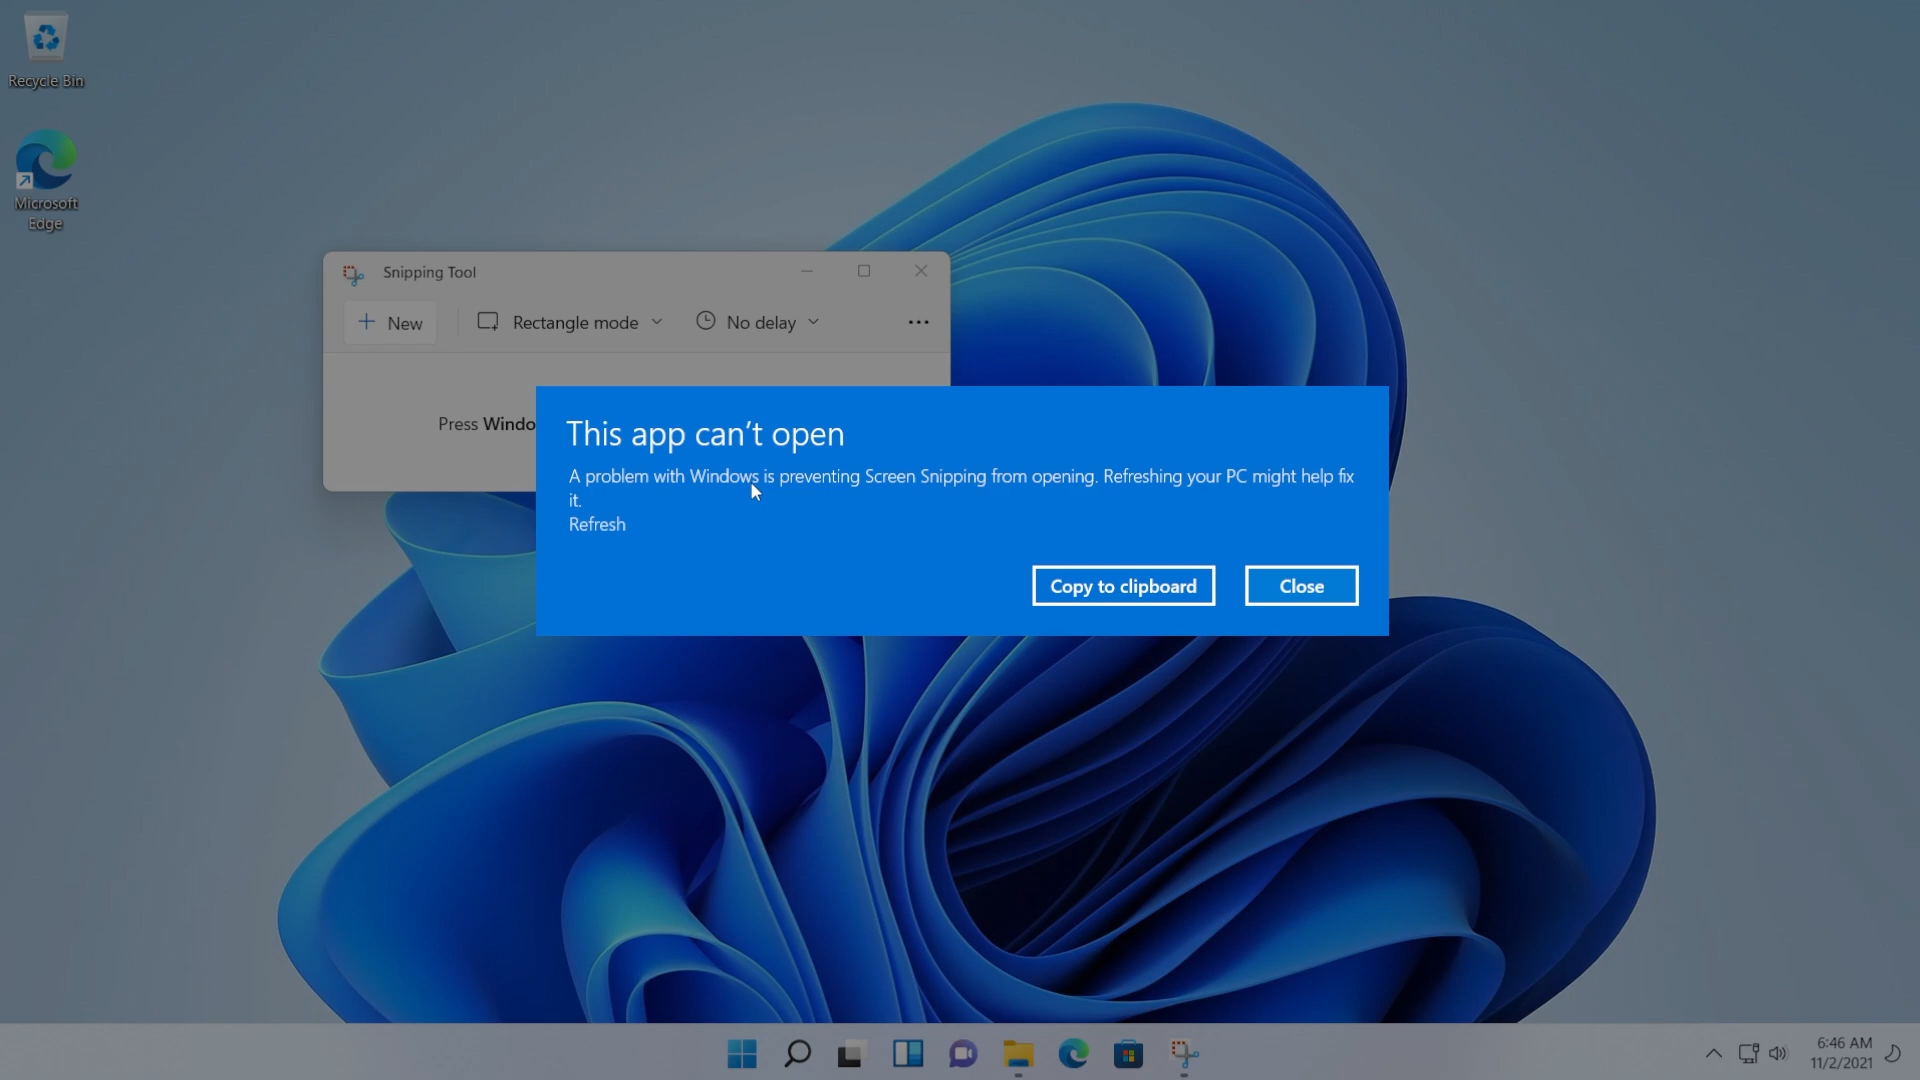 Recycle Bin
Microsoft
Edge
Snipping Tool
New
Rectangle mode
No delay
Press Windo
This app can't open
A problem with Windows is preventing Screen Snipping from opening. Refreshing your PC might help fix
it.
Refresh
Copy to clipboard
Close
6:46 AM
11/2/2021